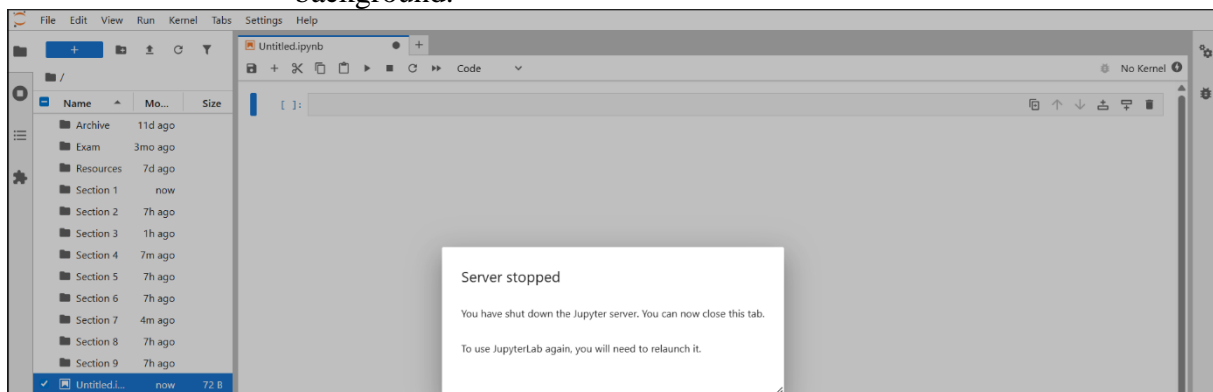 background.
File Edit View Run Kernel Tabs Settings Help
Untitled.ipynb
Code
No Kernel
/
Name Mo... Size
[ ]:
Archive 11d ago
Exam 3mo ago
Resources 7d ago
Section 1 now
Section 2 7h ago
Section 3 1h ago
Section 4 7m ago
Section 5 7h ago
Section 6 7h ago
Section 7 4m ago
Section 8 7h ago
Section 9 7h ago
Untitled.i... now 72 B
Server stopped
You have shut down the Jupyter server. You can now close this tab.
To use JupyterLab again, you will need to relaunch it.